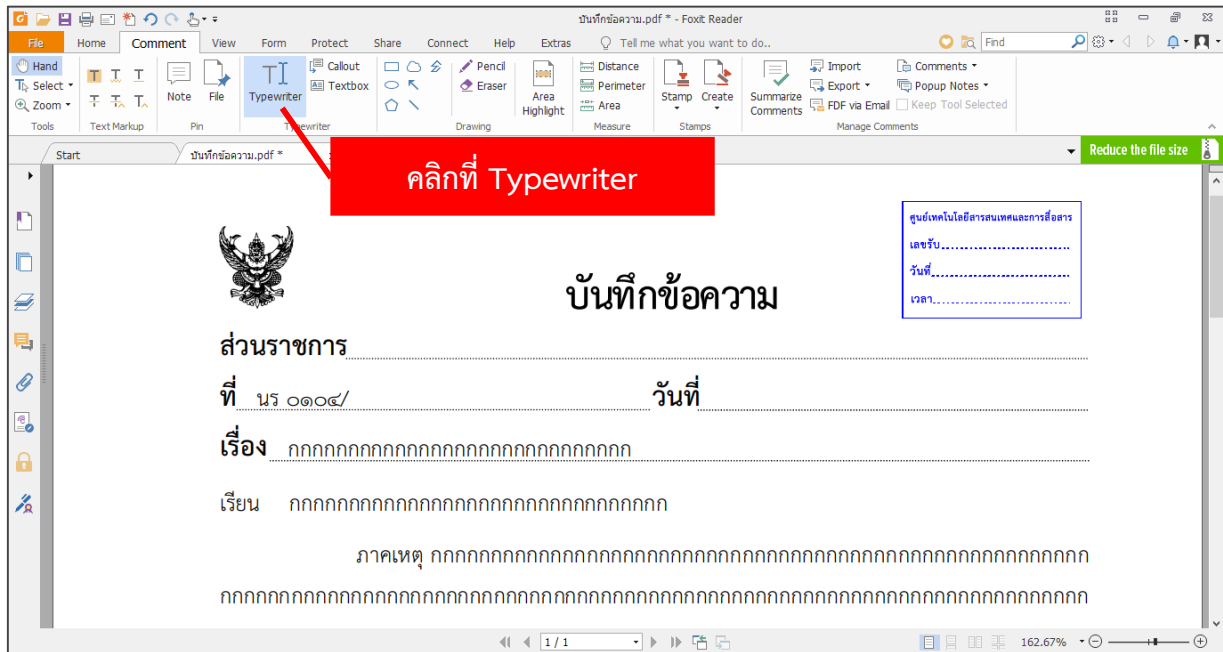 บันทึกข้อความ.pdf * - Foxit Reader
File Home Comment View Form Protect Share Connect Help Extras Tell me what you want to do.. Find
Hand
Select
Zoom
Tools
Text Markup
Note File
Pin
Typewriter
Callout
Textbox
Typewriter
Pencil
Eraser
Area Highlight
Drawing
Distance
Perimeter
Area
Measure
Stamp Create
Stamps
Summarize Comments
Import
Export
FDF via Email
Comments
Popup Notes
Keep Tool Selected
Manage Comments
Start บันทึกข้อความ.pdf * Reduce the file size
คลิกที่ Typewriter
ศูนย์เทคโนโลยีสารสนเทศและการสื่อสาร
เลขรับ
วันที่
เวลา
บันทึกข้อความ
ส่วนราชการ
ที่ นร ๐๑๐๔/ วันที่
เรื่อง กกกกกกกกกกกกกกกกกกกกกกกกกกกกก
เรียน กกกกกกกกกกกกกกกกกกกกกกกกกกกกกกกก
ภาคเหตุ กกกกกกกกกกกกกกกกกกกกกกกกกกกกกกกกกกกกกกกกกกกกกกกกกกกกกกก
กกกกกกกกกกกกกกกกกกกกกกกกกกกกกกกกกกกกกกกกกกกกกกกกกกกกกกกกกกกกกกกกกกกกกกกกก
1 / 1 162.67%